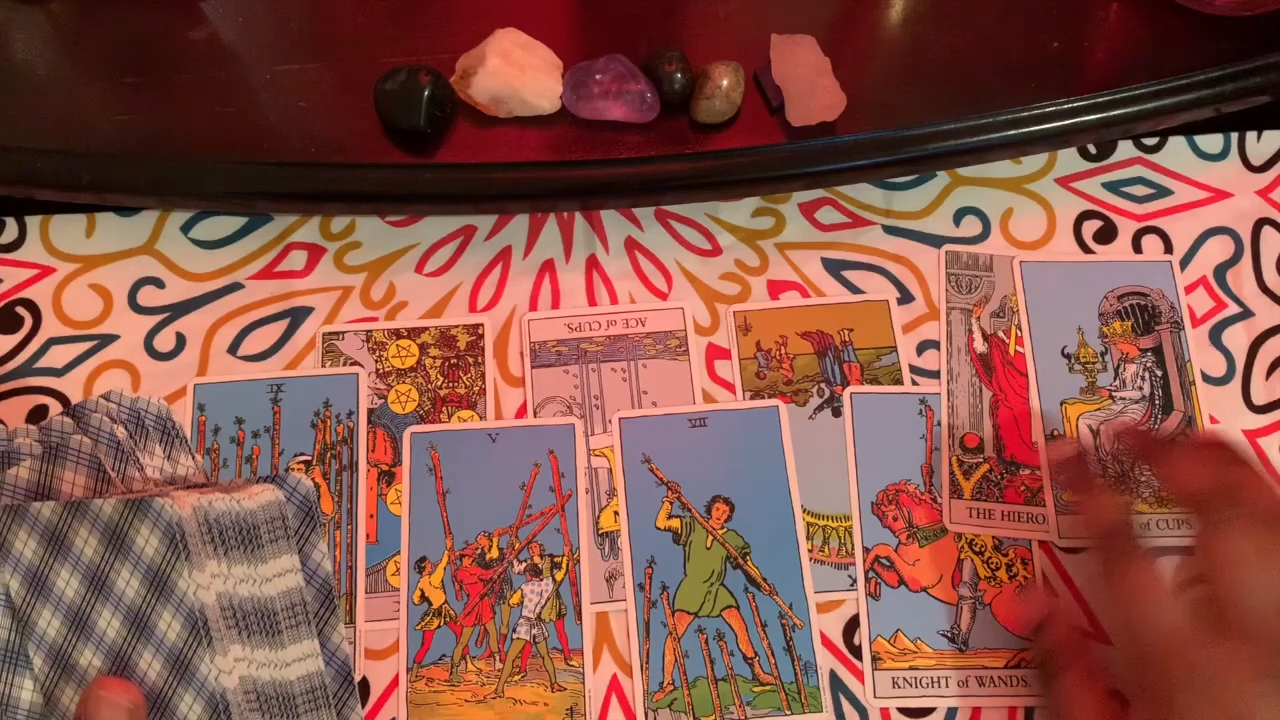 ACE of CUPS.
IX
VII
V
THE HIERO
of CUPS.
X
KNIGHT of WANDS.